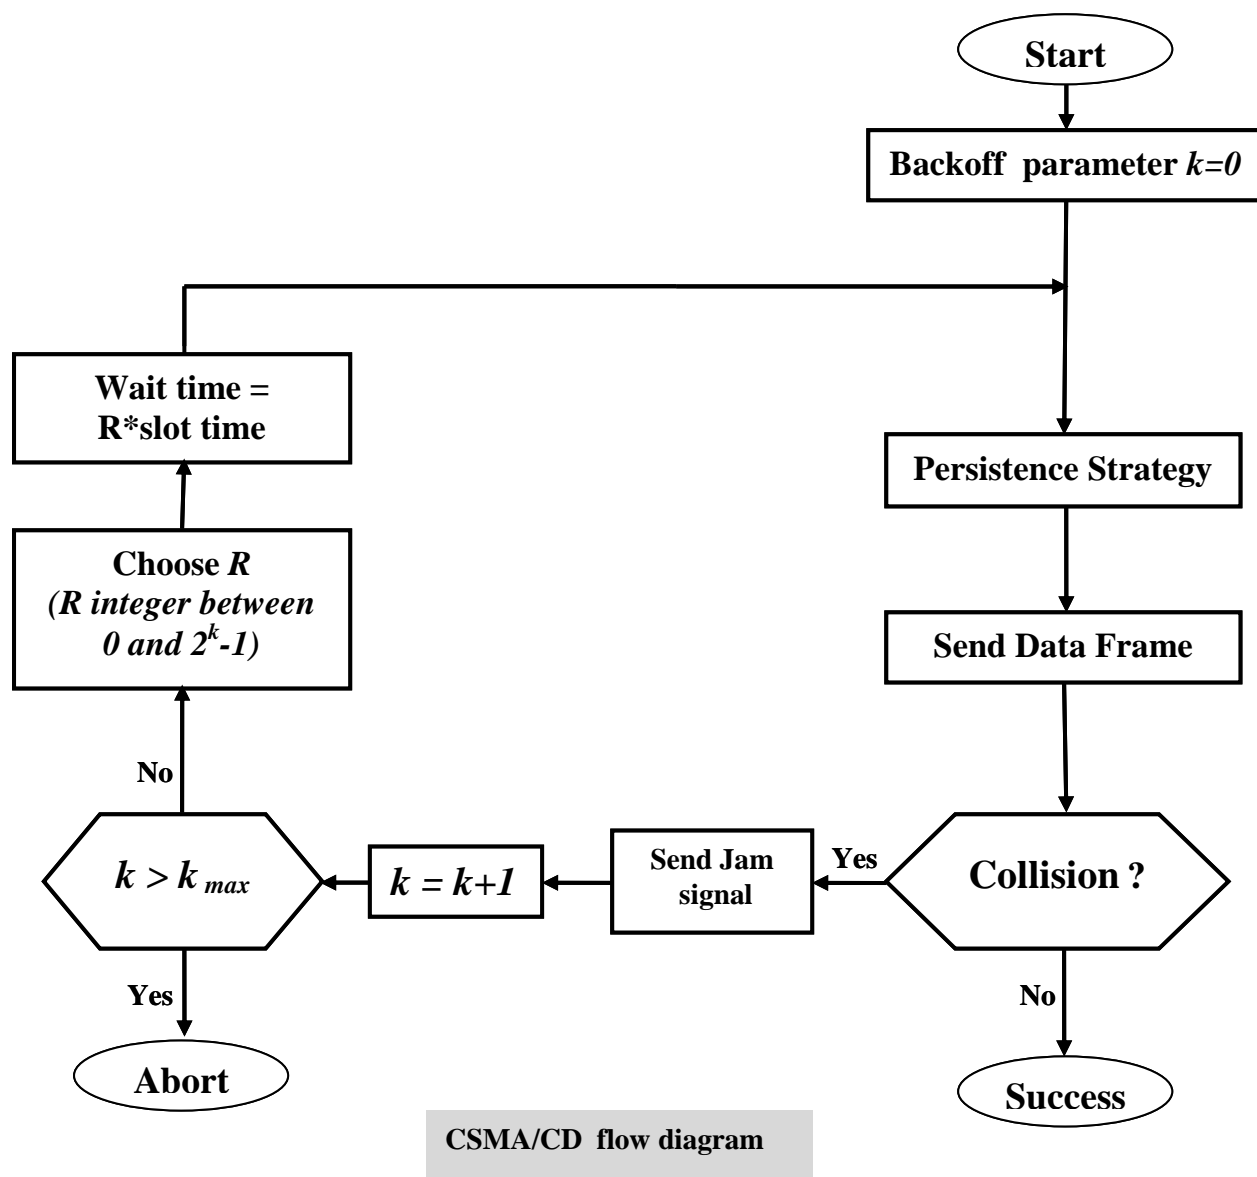 Start
Backoff parameter k=0
Wait time =
R*slot time
Persistence Strategy
Choose R
(R integer between
0 and 2^k-1)
Send Data Frame
No
k > k max
k = k+1
Send Jam
signal
Yes
Collision ?
Yes
No
Abort
Success
CSMA/CD flow diagram